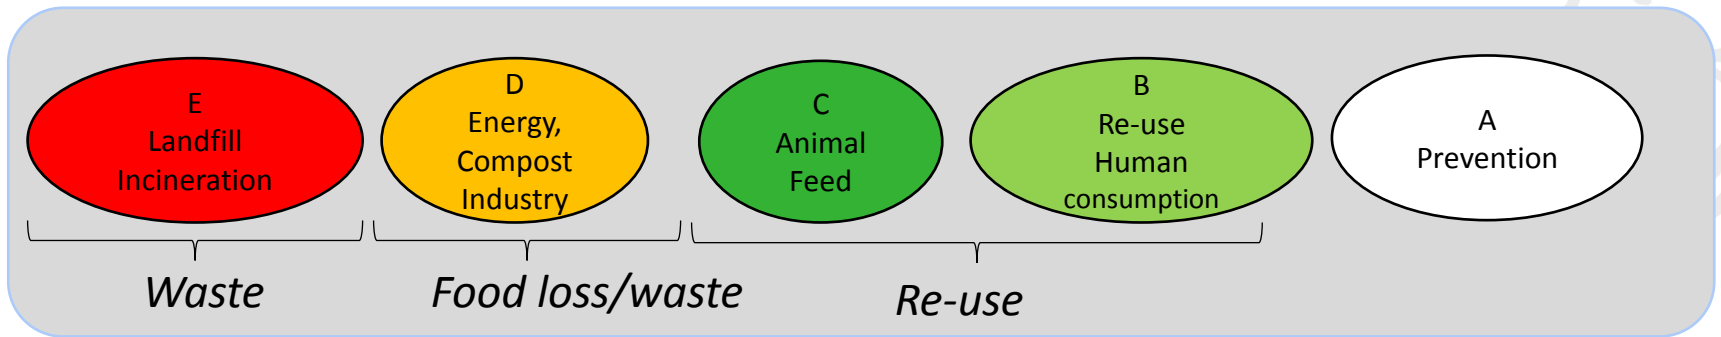 E
Landfill
Incineration
D
Energy,
Compost
Industry
C
Animal
Feed
B
Re-use
Human
consumption
A
Prevention
Waste
Food loss/waste
Re-use